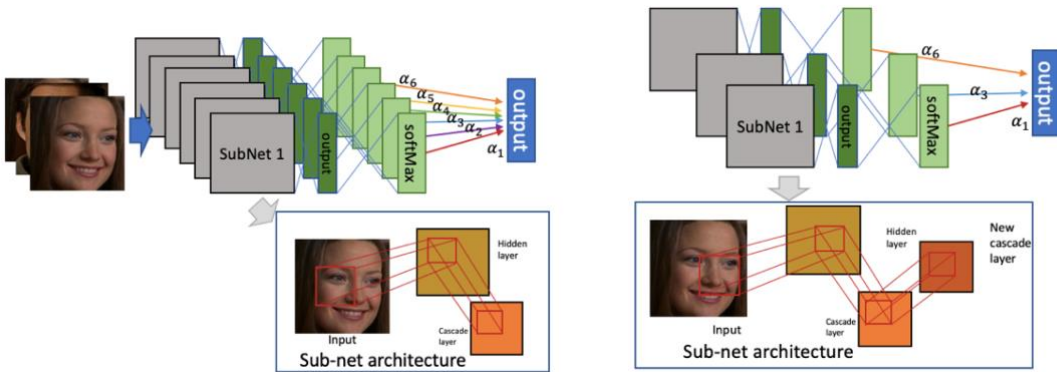 α6
α5
α4
α3
α2
α1
SubNet 1
output
softMax
output
Hidden
layer
Cascade
layer
Input
Sub-net architecture
α6
α3
α1
SubNet 1
output
softMax
output
Hidden
layer
New
cascade
layer
Cascade
layer
Input
Sub-net architecture